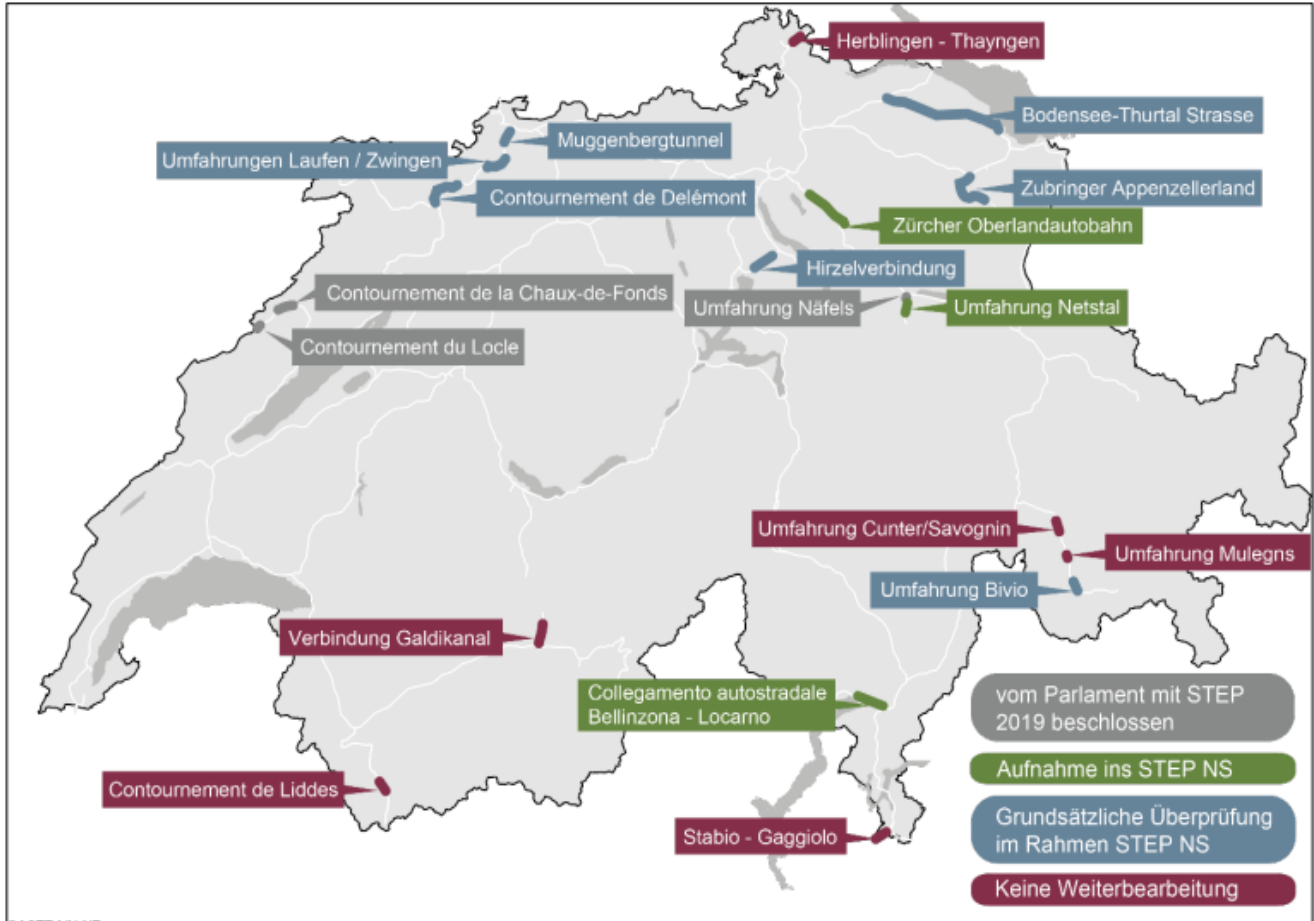 Herblingen - Thayngen
Bodensee-Thurtal Strasse
Muggenbergtunnel
Umfahrungen Laufen / Zwingen
Contournement de Delémont
Zubringer Appenzellerland
Zürcher Oberlandautobahn
Hirzelverbindung
Contournement de la Chaux-de-Fonds
Umfahrung Näfels
Umfahrung Netstal
Contournement du Locle
Umfahrung Cunter/Savognin
Umfahrung Mulegns
Umfahrung Bivio
Verbindung Galdikanal
Collegamento autostradale
Bellinzona - Locarno
Contournement de Liddes
Stabio - Gaggiolo
vom Parlament mit STEP
2019 beschlossen
Aufnahme ins STEP NS
Grundsätzliche Überprüfung
im Rahmen STEP NS
Keine Weiterbearbeitung